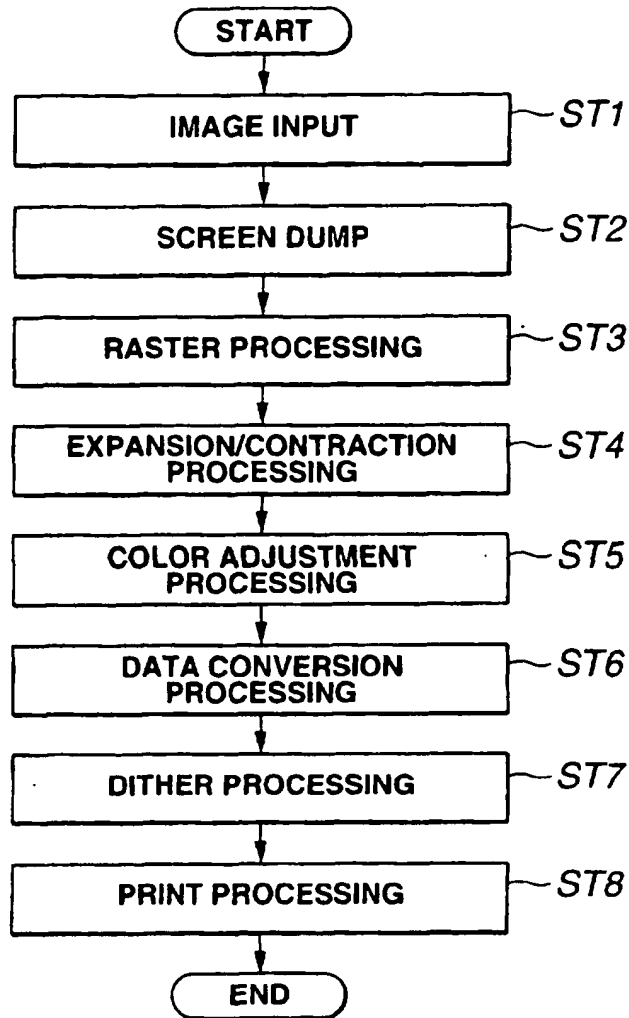 START
IMAGE INPUT
ST1
SCREEN DUMP
ST2
RASTER PROCESSING
ST3
EXPANSION/CONTRACTION
PROCESSING
ST4
COLOR ADJUSTMENT
PROCESSING
ST5
DATA CONVERSION
PROCESSING
ST6
DITHER PROCESSING
ST7
PRINT PROCESSING
ST8
END